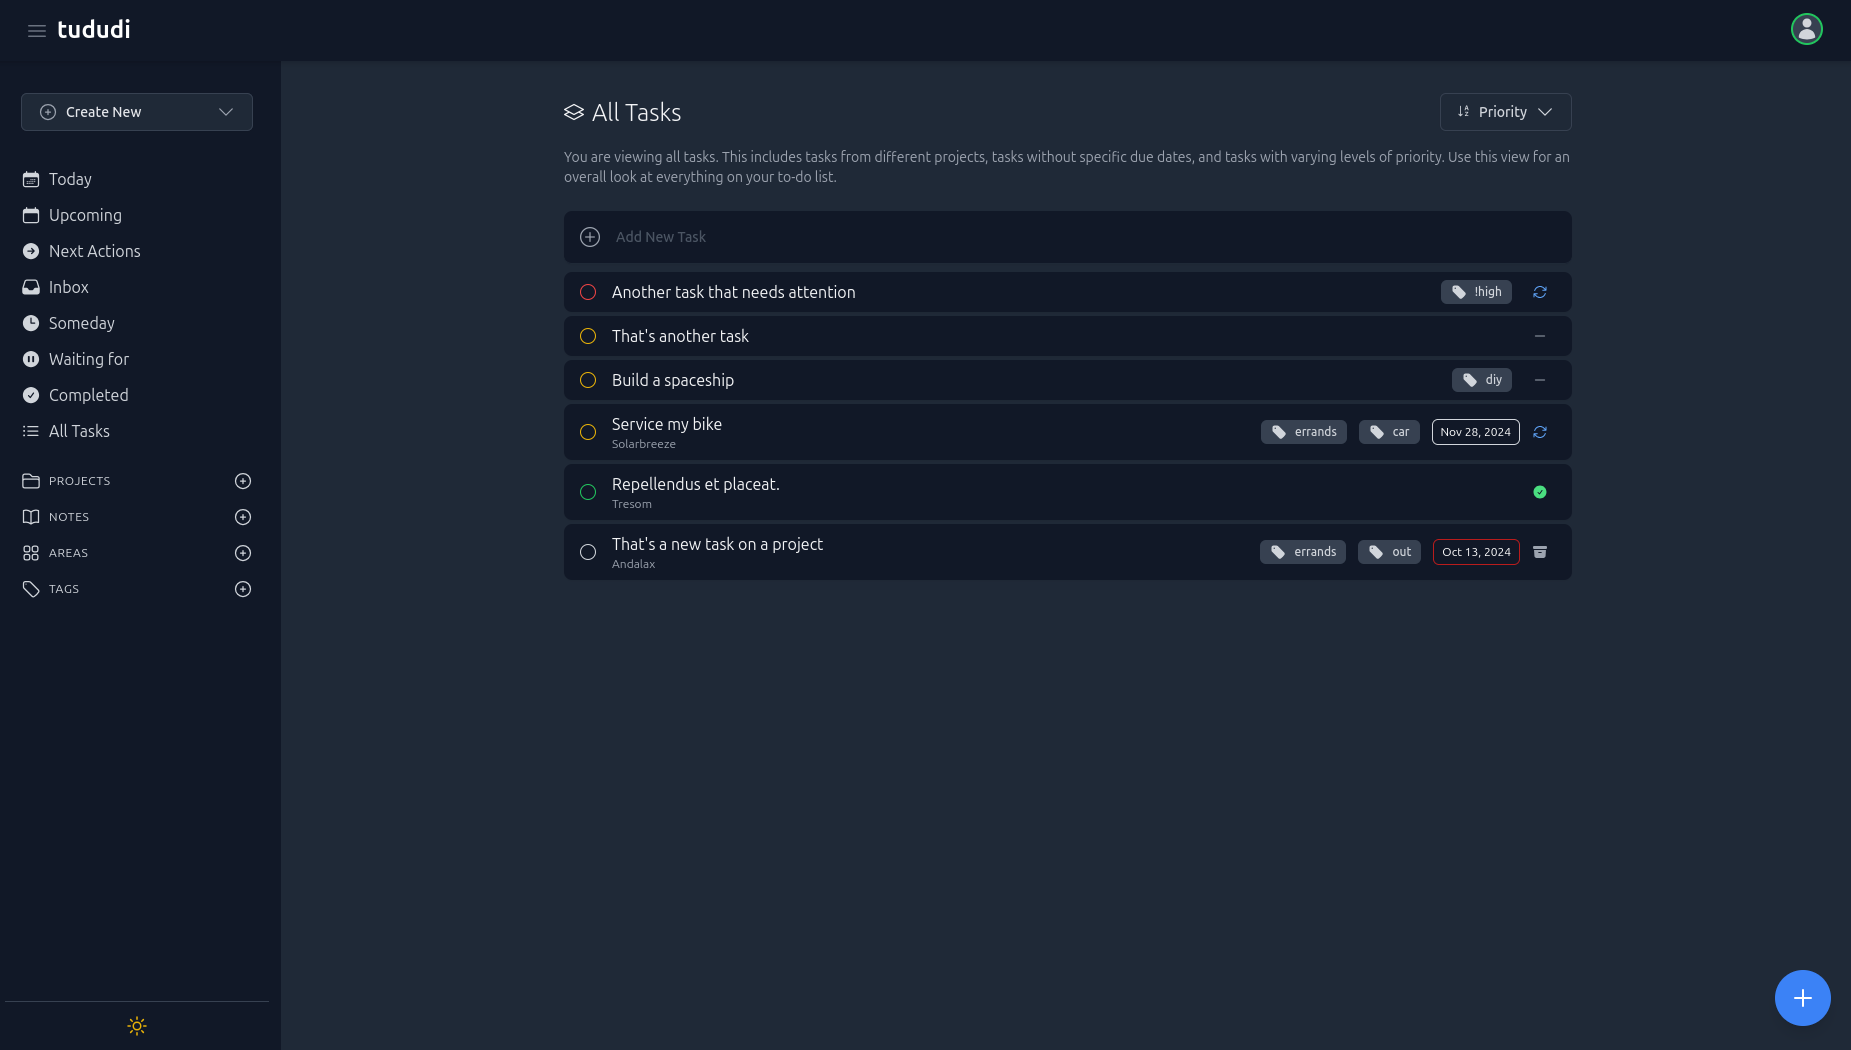 tududi
Create New
Today
Upcoming
Next Actions
Inbox
Someday
Waiting for
Completed
All Tasks
PROJECTS
NOTES
AREAS
TAGS
All Tasks
Priority
You are viewing all tasks. This includes tasks from different projects, tasks without specific due dates, and tasks with varying levels of priority. Use this view for an
overall look at everything on your to-do list.
Add New Task
Another task that needs attention !high
That's another task
Build a spaceship diy
Service my bike errands car Nov 28, 2024
Solarbreeze
Repellendus et placeat.
Tresom
That's a new task on a project errands out Oct 13, 2024
Andalax